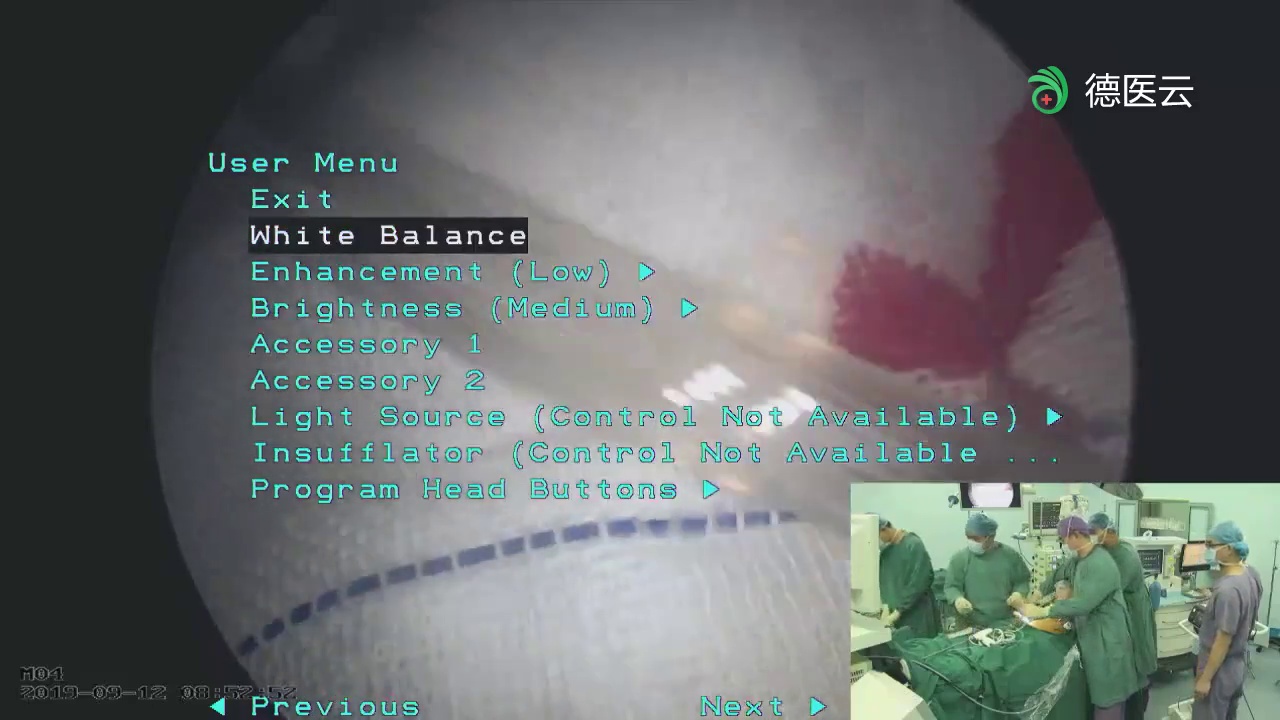 德医云
User Menu
Exit
White Balance
Enhancement (Low) ▶
Brightness (Medium) ▶
Accessory 1
Accessory 2
Light Source (Control Not Available) ▶
Insufflator (Control Not Available ...
Program Head Buttons ▶
M04
2019-09-12 08:52:52
◀ Previous
Next ▶